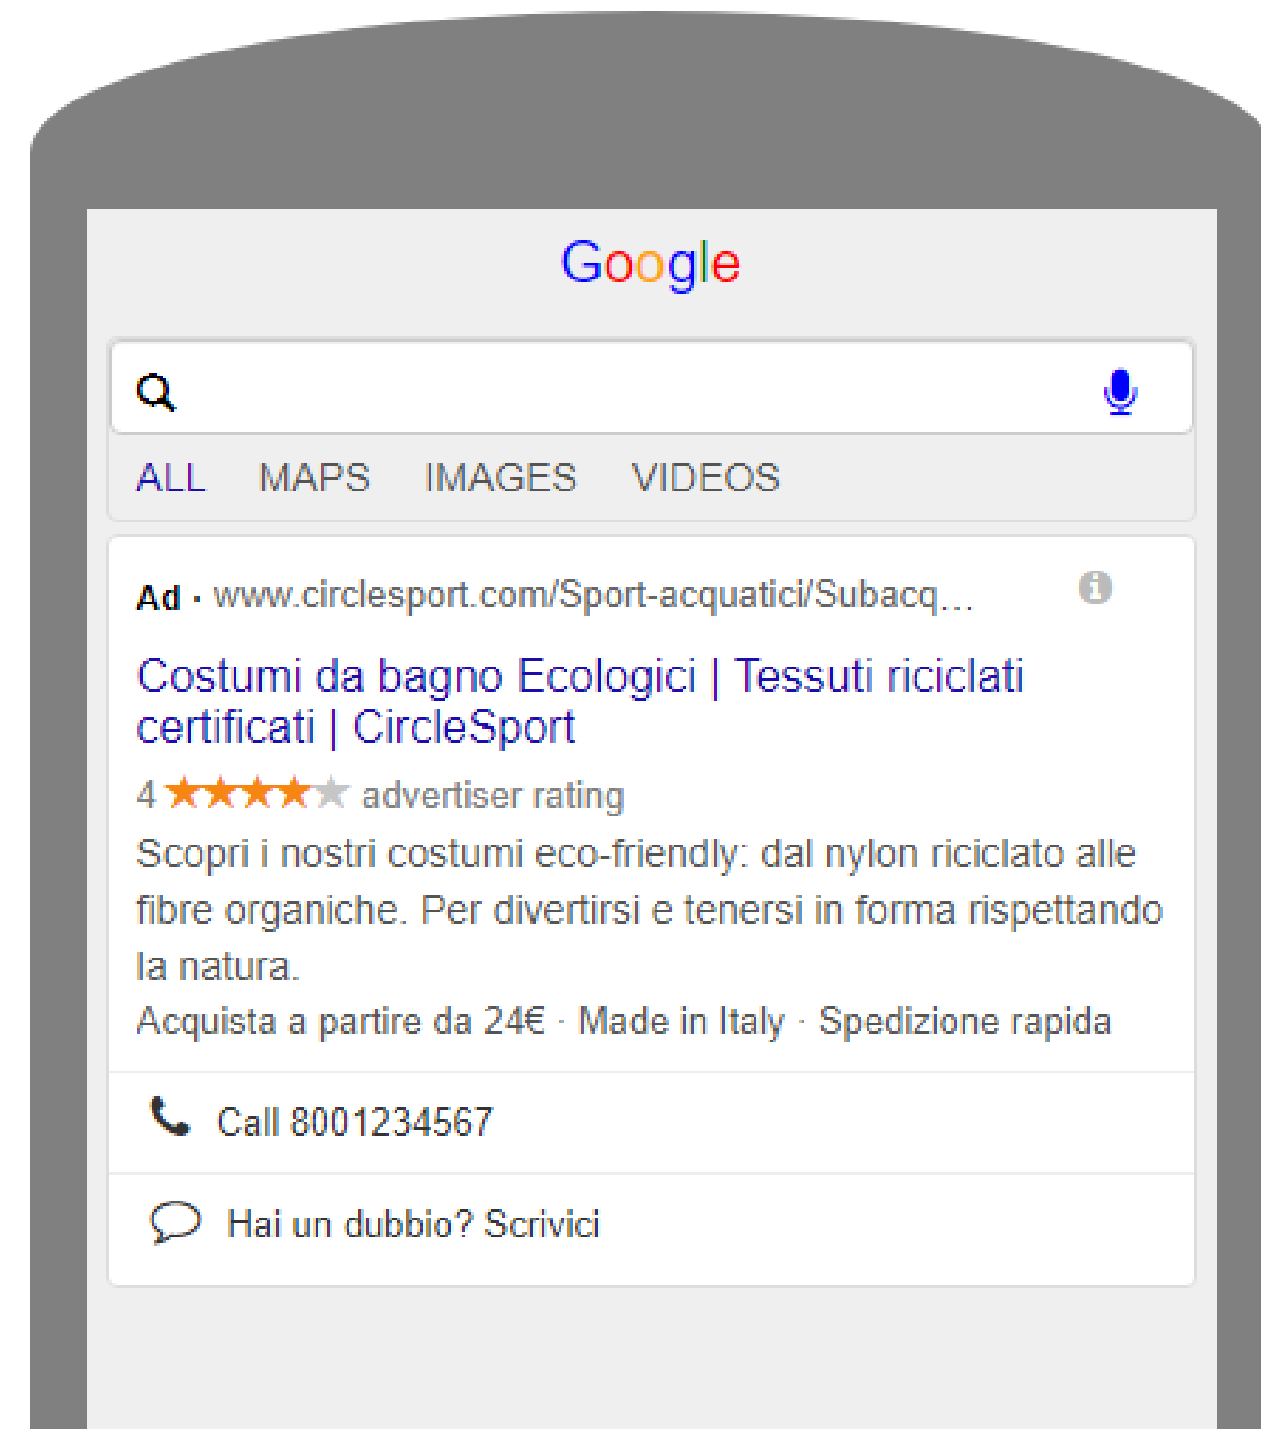 Google
ALL MAPS IMAGES VIDEOS
Ad · www.circlesport.com/Sport-acquatici/Subacq...
Costumi da bagno Ecologici | Tessuti riciclati
certificati | CircleSport
4 ★★★★★ advertiser rating
Scopri i nostri costumi eco-friendly: dal nylon riciclato alle
fibre organiche. Per divertirsi e tenersi in forma rispettando
la natura.
Acquista a partire da 24€ · Made in Italy · Spedizione rapida
Call 8001234567
Hai un dubbio? Scrivici